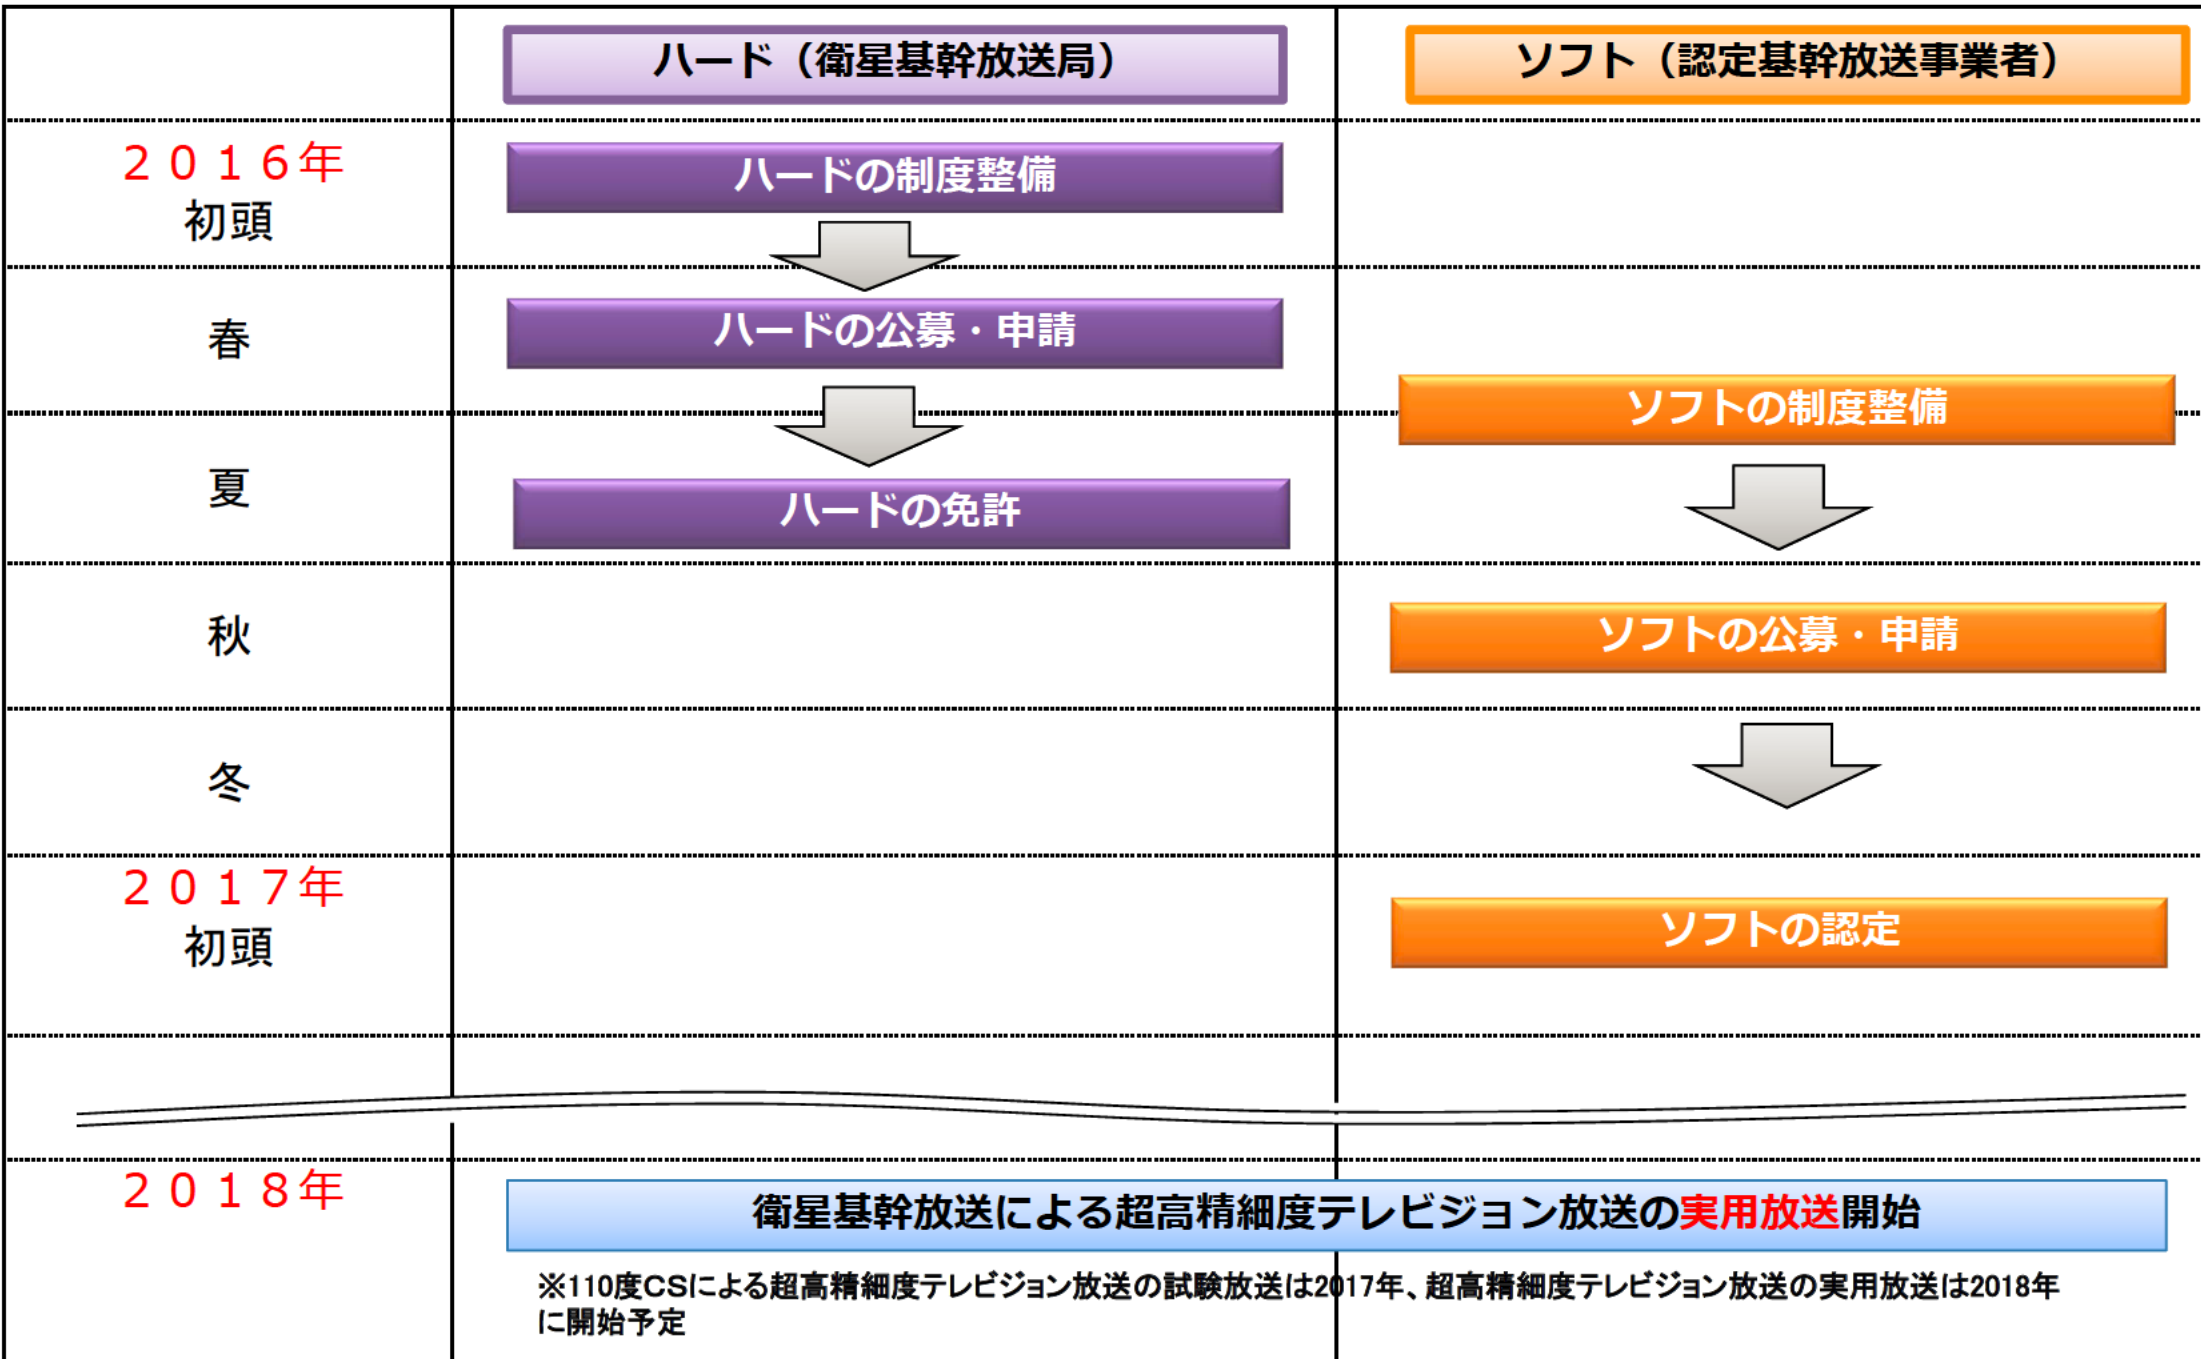 ハード（衛星基幹放送局）
ソフト（認定基幹放送事業者）
２０１６年
初頭
ハードの制度整備
春
ハードの公募・申請
ソフトの制度整備
夏
ハードの免許
秋
ソフトの公募・申請
冬
２０１７年
初頭
ソフトの認定
２０１８年
衛星基幹放送による超高精細度テレビジョン放送の実用放送開始
※110度CSによる超高精細度テレビジョン放送の試験放送は2017年、超高精細度テレビジョン放送の実用放送は2018年
に開始予定